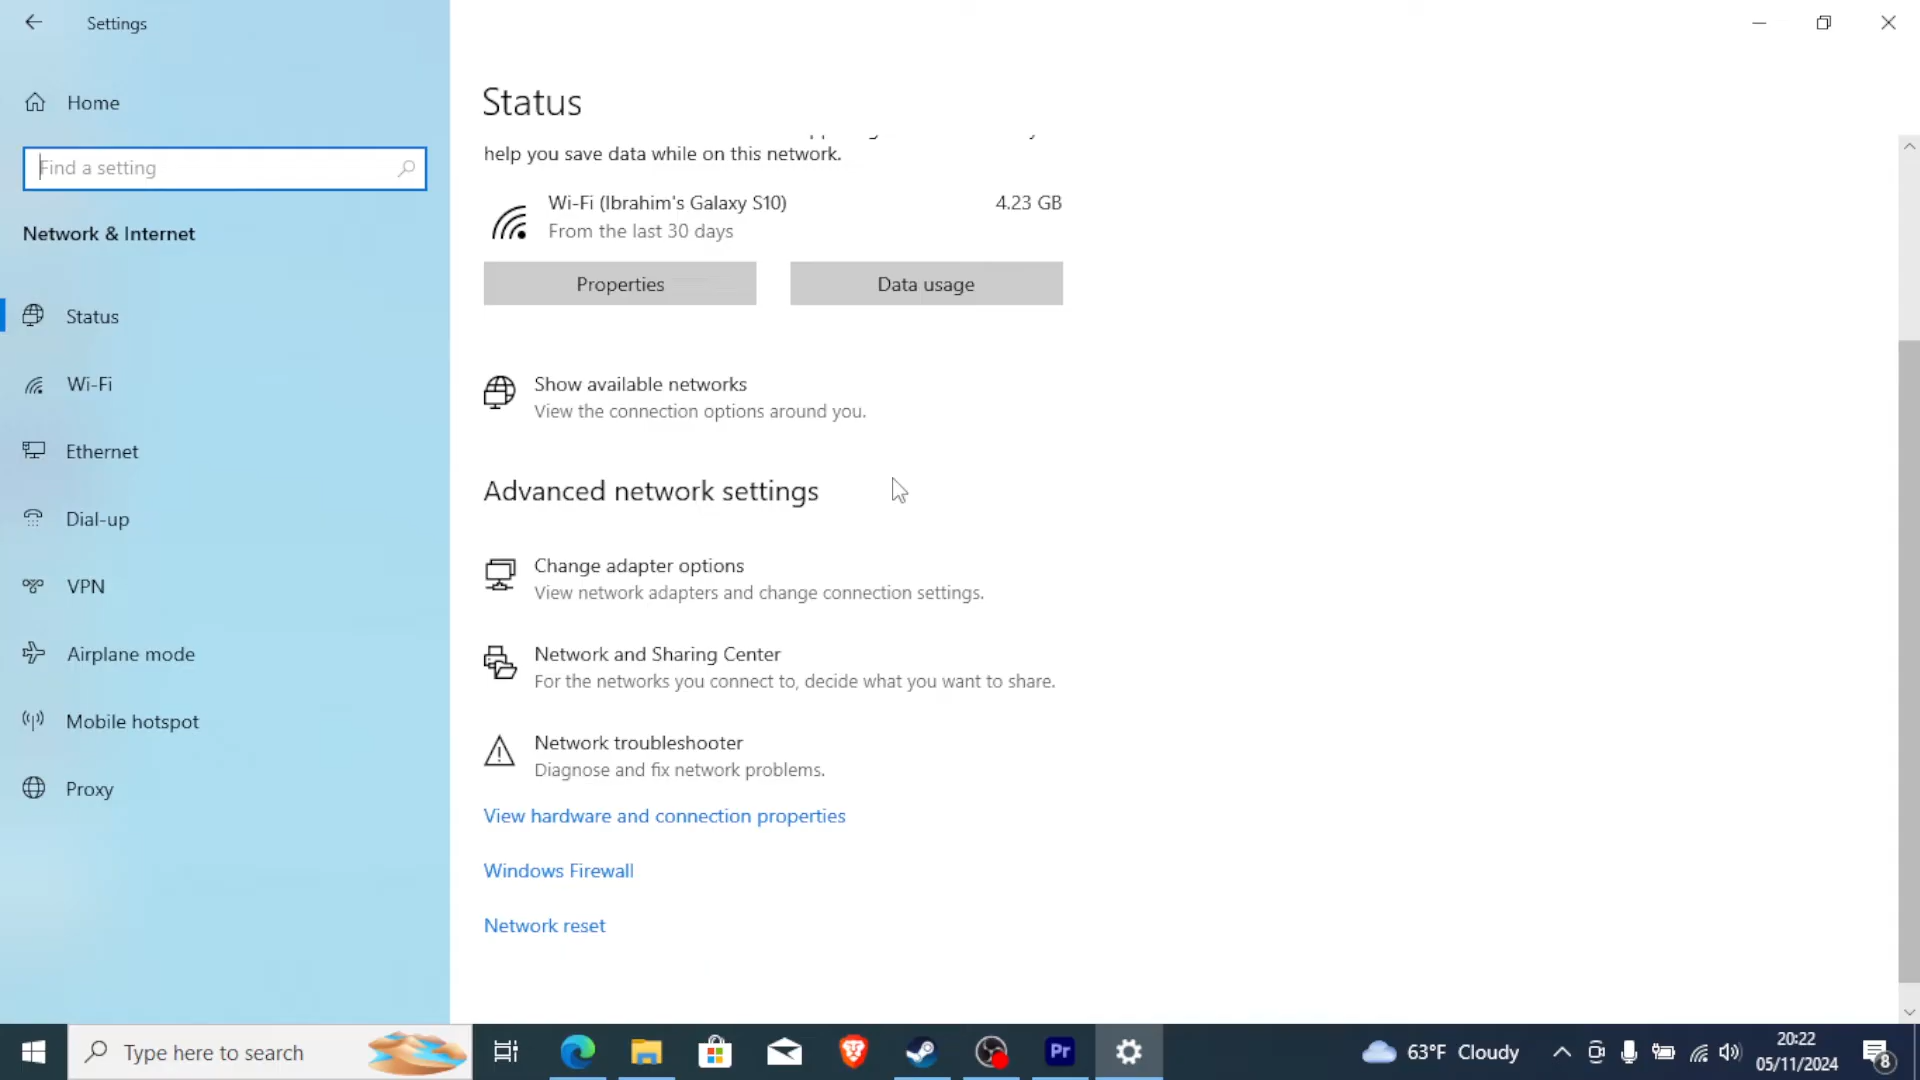 Settings
Home
Find a setting
Network & Internet
Status
Wi-Fi
Ethernet
Dial-up
VPN
Airplane mode
Mobile hotspot
Proxy
Status
help you save data while on this network.
Wi-Fi (Ibrahim's Galaxy S10) 4.23 GB
From the last 30 days
Properties Data usage
Show available networks
View the connection options around you.
Advanced network settings
Change adapter options
View network adapters and change connection settings.
Network and Sharing Center
For the networks you connect to, decide what you want to share.
Network troubleshooter
Diagnose and fix network problems.
View hardware and connection properties
Windows Firewall
Network reset
Type here to search
Pr
63°F Cloudy
20:22
05/11/2024
8